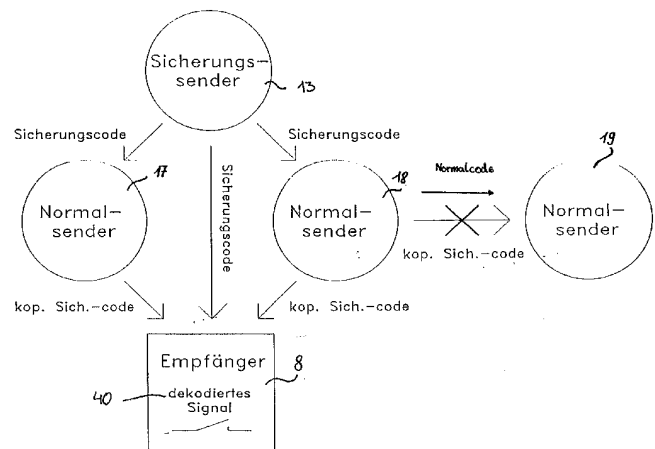 Sicherungs-
sender
13
Sicherungscode
Sicherungscode
Sicherungscode
17
18
19
Normalcode
Normal-
sender
Normal-
sender
Normal-
sender
kop. Sich.-code
kop. Sich.-code
kop. Sich.-code
Empfänger
8
40
dekodiertes
Signal